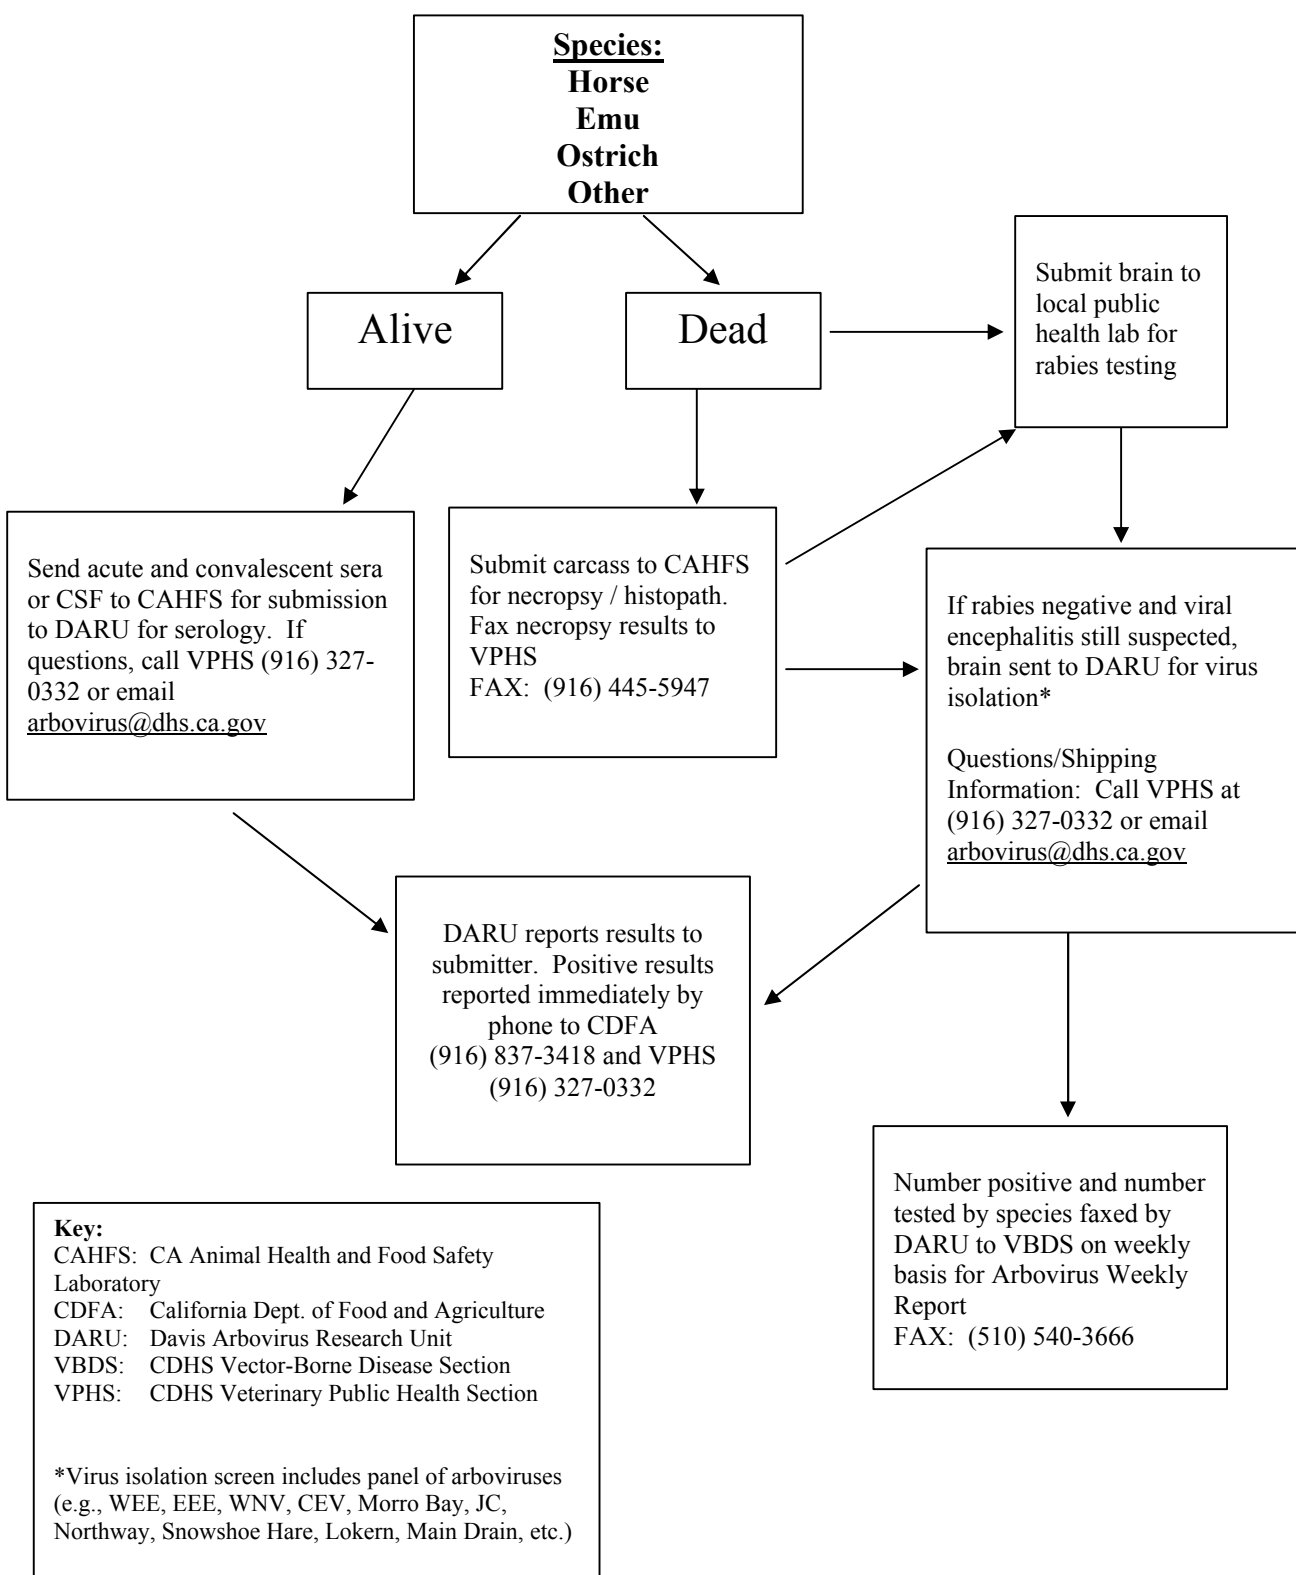 Species:
Horse
Emu
Ostrich
Other
Alive
Dead
Submit brain to
local public
health lab for
rabies testing
Send acute and convalescent sera
or CSF to CAHFS for submission
to DARU for serology.  If
questions, call VPHS (916) 327-
0332 or email
arbovirus@dhs.ca.gov
Submit carcass to CAHFS
for necropsy / histopath.
Fax necropsy results to
VPHS
FAX:  (916) 445-5947
If rabies negative and viral
encephalitis still suspected,
brain sent to DARU for virus
isolation*
Questions/Shipping
Information:  Call VPHS at
(916) 327-0332 or email
arbovirus@dhs.ca.gov
DARU reports results to
submitter.  Positive results
reported immediately by
phone to CDFA
(916) 837-3418 and VPHS
(916) 327-0332
Number positive and number
tested by species faxed by
DARU to VBDS on weekly
basis for Arbovirus Weekly
Report
FAX:  (510) 540-3666
Key:
CAHFS:  CA Animal Health and Food Safety
Laboratory
CDFA:    California Dept. of Food and Agriculture
DARU:    Davis Arbovirus Research Unit
VBDS:    CDHS Vector-Borne Disease Section
VPHS:    CDHS Veterinary Public Health Section
*Virus isolation screen includes panel of arboviruses
(e.g., WEE, EEE, WNV, CEV, Morro Bay, JC,
Northway, Snowshoe Hare, Lokern, Main Drain, etc.)